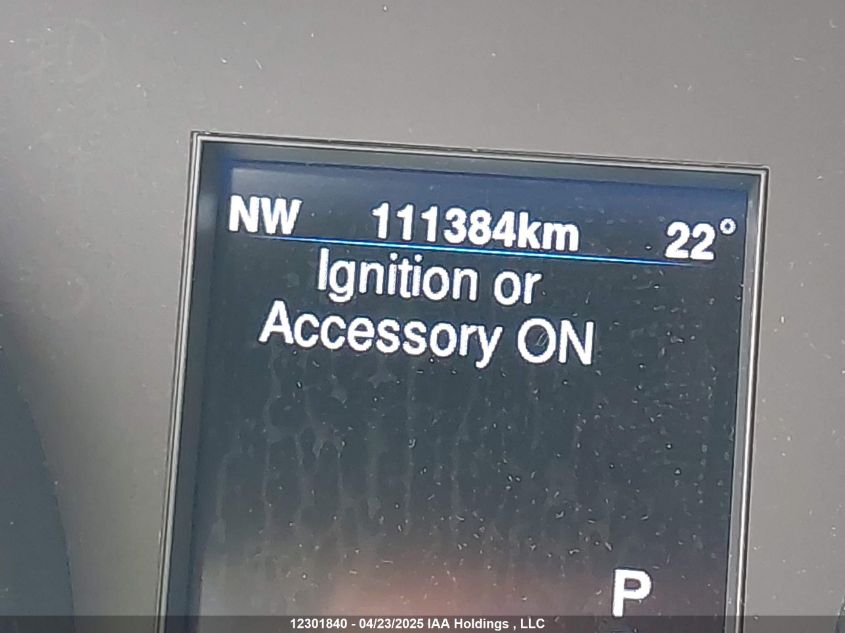 NW 111384km 22°
Ignition or
Accessory ON
P
12301840 - 04/23/2025 IAA Holdings , LLC